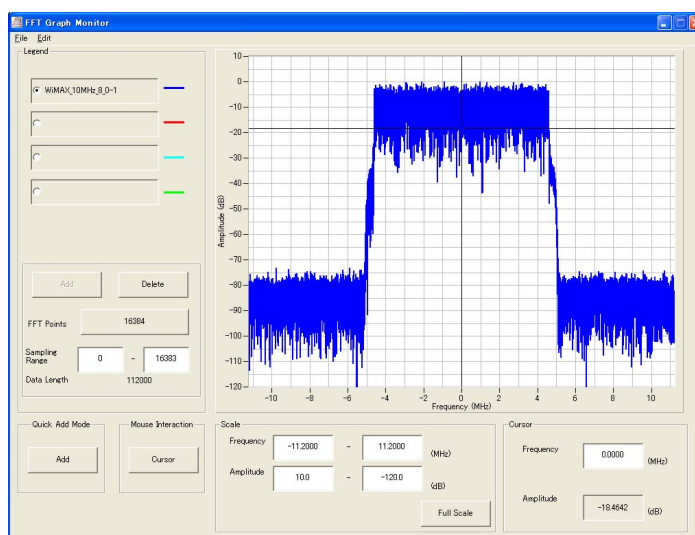 FFT Graph Monitor
File Edit
Legend
WiMAX_10MHz_8_0-1
Add
Delete
FFT Points
16384
Sampling Range
0 - 16383
Data Length 112000
Quick Add Mode
Add
Mouse Interaction
Cursor
10
0
-10
-20
-30
-40
-50
-60
-70
-80
-90
-100
-110
-120
Amplitude (dB)
-10 -8 -6 -4 -2 0 2 4 6 8 10
Frequency (MHz)
Scale
Frequency -11.2000 - 11.2000 (MHz)
Amplitude 10.0 - -120.0 (dB)
Full Scale
Cursor
Frequency 0.0000 (MHz)
Amplitude -18.4642 (dB)